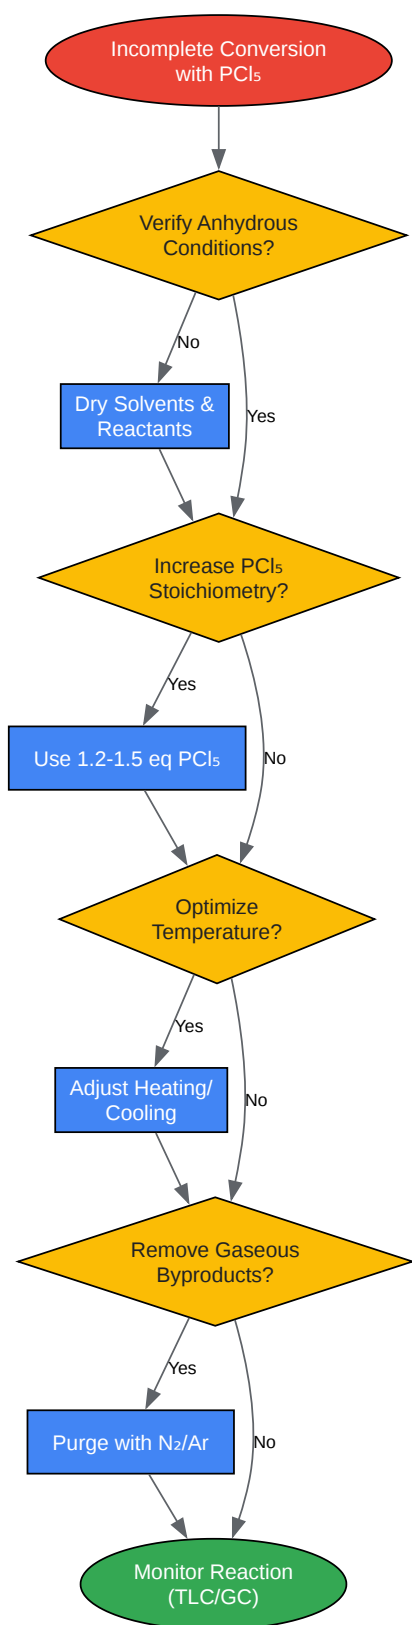 Incomplete Conversion
with PCl₅
Verify Anhydrous
Conditions?
No
Dry Solvents &
Reactants
Yes
Increase PCl₅
Stoichiometry?
Yes
Use 1.2-1.5 eq PCl₅
No
Optimize
Temperature?
Yes
Adjust Heating/
Cooling
No
Remove Gaseous
Byproducts?
Yes
Purge with N₂/Ar
No
Monitor Reaction
(TLC/GC)